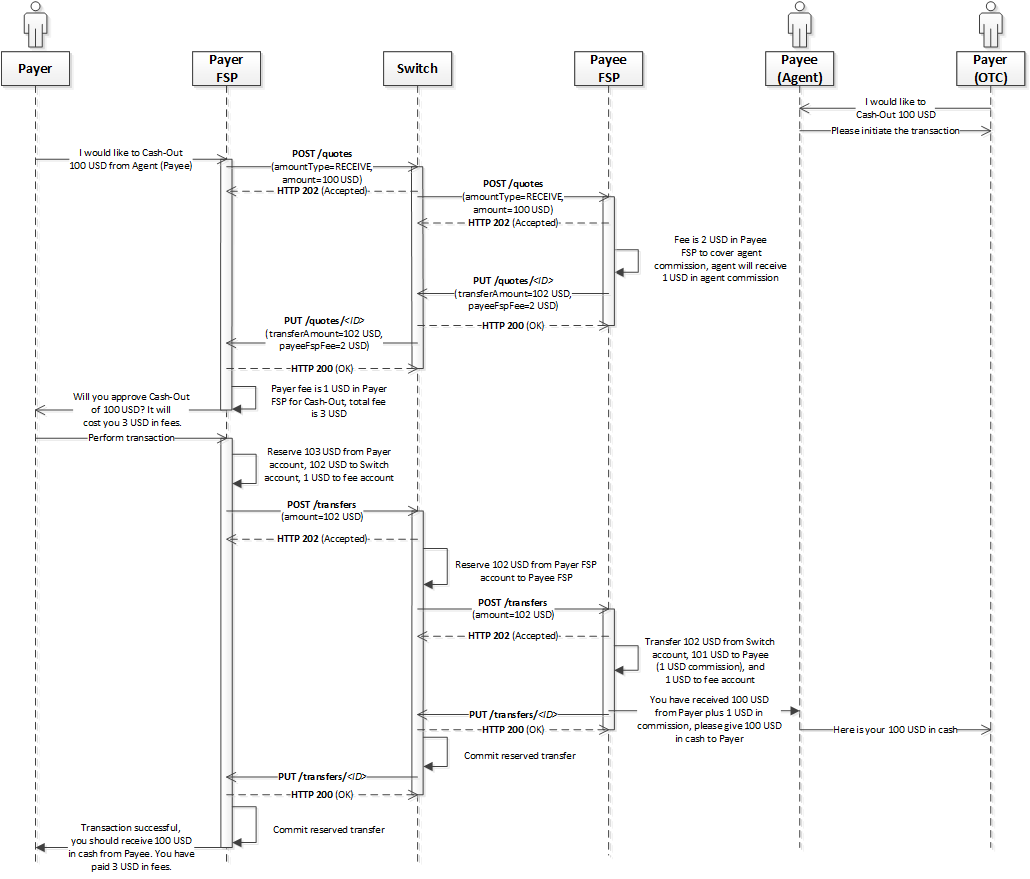 Payer
Payer
FSP
Switch
Payee
FSP
Payee
(Agent)
Payer
(OTC)
I would like to
Cash-Out 100 USD
Please initiate the transaction
I would like to Cash-Out
100 USD from Agent (Payee)
POST /quotes
(amountType=RECEIVE,
amount=100 USD)
HTTP 202 (Accepted)
POST /quotes
(amountType=RECEIVE,
amount=100 USD)
HTTP 202 (Accepted)
Fee is 2 USD in Payee
FSP to cover agent
commission, agent will receive
1 USD in agent commission
PUT /quotes/<ID>
(transferAmount=102 USD,
payeeFspFee=2 USD)
HTTP 200 (OK)
PUT /quotes/<ID>
(transferAmount=102 USD,
payeeFspFee=2 USD)
HTTP 200 (OK)
Payer fee is 1 USD in Payer
FSP for Cash-Out, total fee
is 3 USD
Will you approve Cash-Out
of 100 USD? It will
cost you 3 USD in fees.
Perform transaction
Reserve 103 USD from Payer
account, 102 USD to Switch
account, 1 USD to fee account
POST /transfers
(amount=102 USD)
HTTP 202 (Accepted)
Reserve 102 USD from Payer FSP
account to Payee FSP
POST /transfers
(amount=102 USD)
HTTP 202 (Accepted)
Transfer 102 USD from Switch
account, 101 USD to Payee
(1 USD commission), and
1 USD to fee account
You have received 100 USD
from Payer plus 1 USD in
commission, please give 100 USD
in cash to Payer
PUT /transfers/<ID>
HTTP 200 (OK)
Here is your 100 USD in cash
Commit reserved transfer
PUT /transfers/<ID>
HTTP 200 (OK)
Commit reserved transfer
Transaction successful,
you should receive 100 USD
in cash from Payee. You have
paid 3 USD in fees.